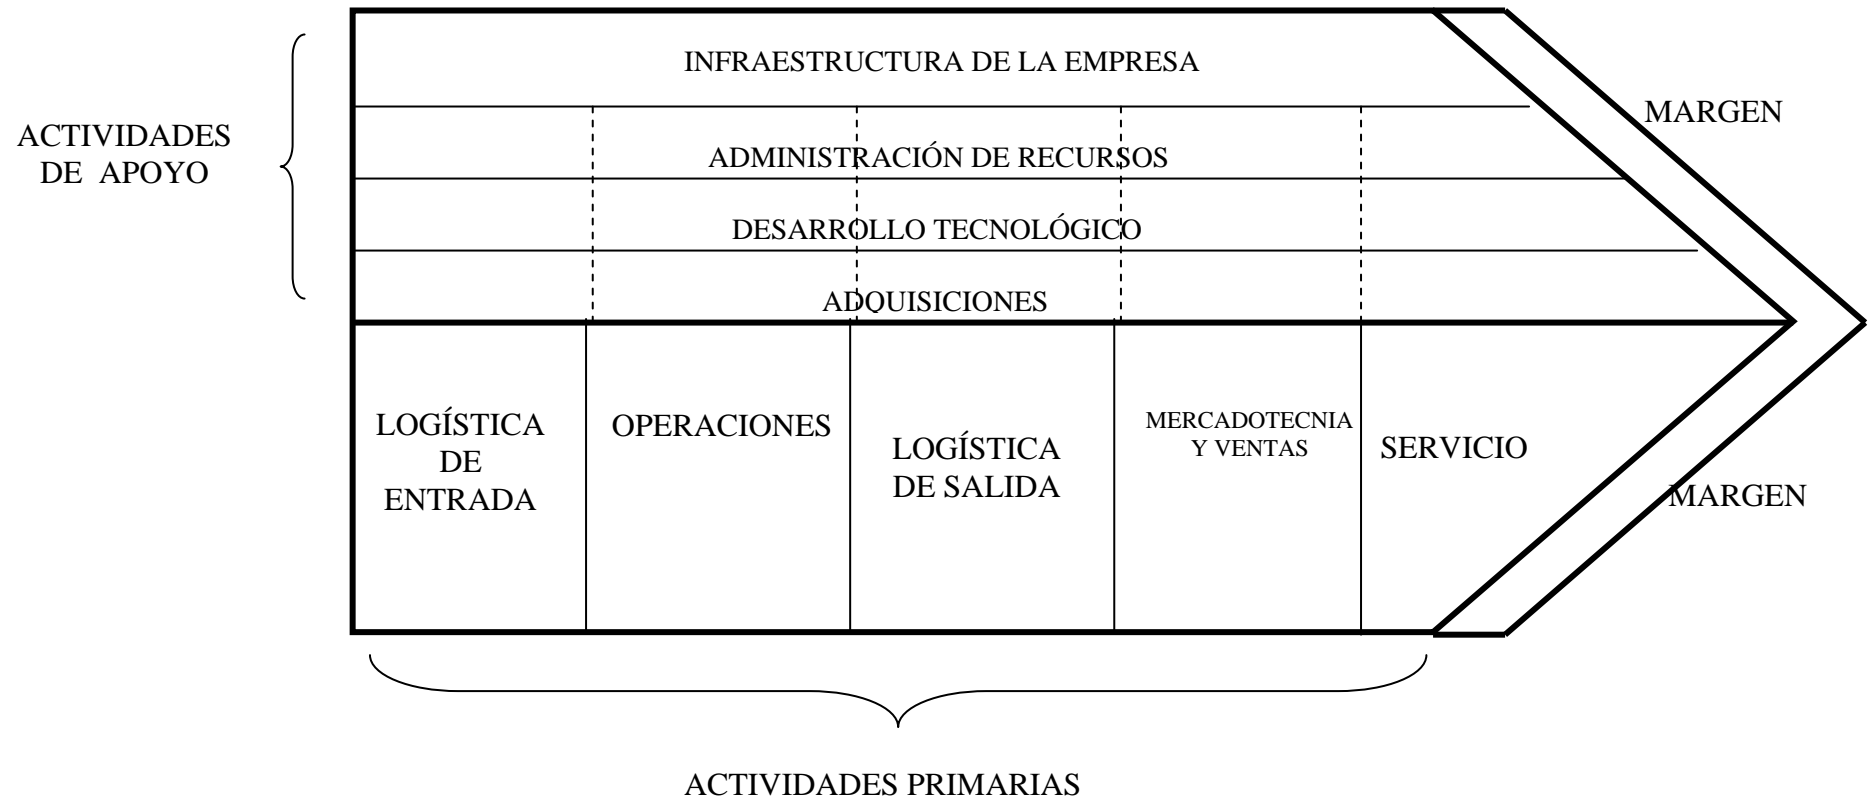 INFRAESTRUCTURA DE LA EMPRESA
MARGEN
ACTIVIDADES
DE APOYO
ADMINISTRACIÓN DE RECURSOS
DESARROLLO TECNOLÓGICO
ADQUISICIONES
LOGÍSTICA
DE
ENTRADA
OPERACIONES
LOGÍSTICA
DE SALIDA
MERCADOTECNIA
Y VENTAS
SERVICIO
MARGEN
ACTIVIDADES PRIMARIAS